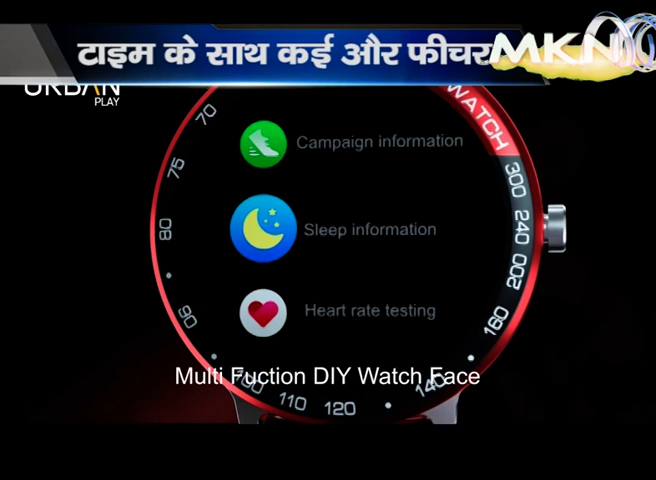 टाइम के साथ कई और फीचर
MKN
URBAN
PLAY
WATCH
70
Campaign information
75
300
80
Sleep information
240
200
90
Heart rate testing
160
Multi Fuction DIY Watch Face
140
110
120